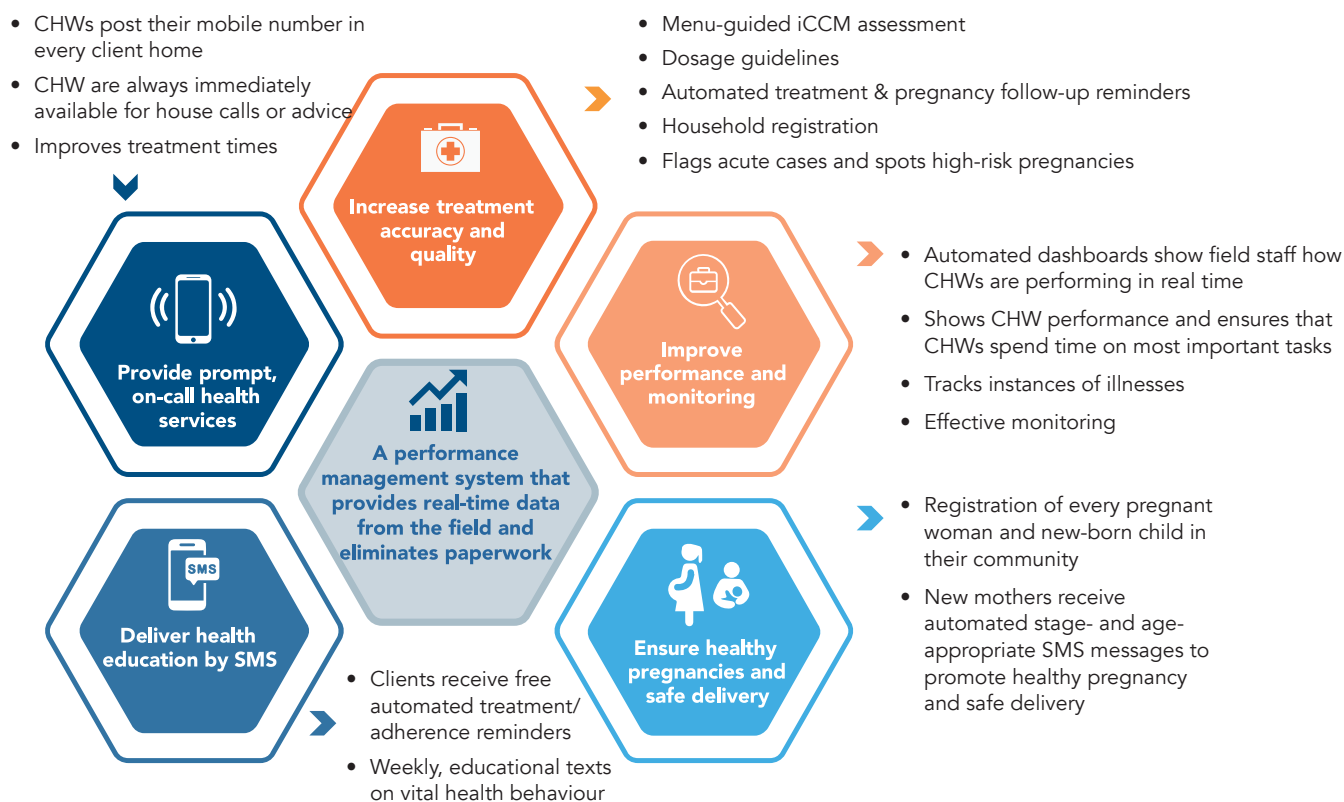 • CHWs post their mobile number in
every client home
• CHW are always immediately
available for house calls or advice
• Improves treatment times
Provide prompt,
on-call health
services
• Menu-guided iCCM assessment
• Dosage guidelines
• Automated treatment & pregnancy follow-up reminders
• Household registration
• Flags acute cases and spots high-risk pregnancies
Increase treatment
accuracy and
quality
• Automated dashboards show field staff how
CHWs are performing in real time
• Shows CHW performance and ensures that
CHWs spend time on most important tasks
• Tracks instances of illnesses
• Effective monitoring
Improve
performance and
monitoring
A performance
management system that
provides real-time data
from the field and
eliminates paperwork
SMS
Deliver health
education by SMS
• Clients receive free
automated treatment/
adherence reminders
• Weekly, educational texts
on vital health behaviour
Ensure healthy
pregnancies and
safe delivery
• Registration of every pregnant
woman and new-born child in
their community
• New mothers receive
automated stage- and age-
appropriate SMS messages to
promote healthy pregnancy
and safe delivery